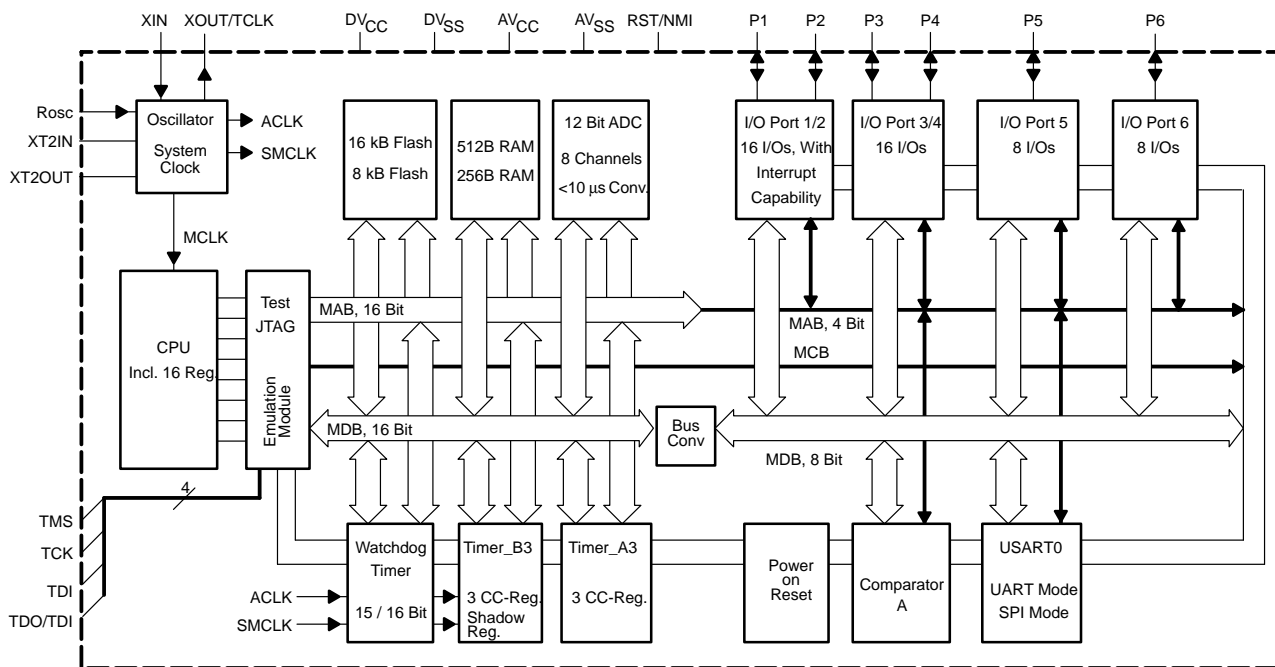 XIN
XOUT/TCLK
DVCC
DVSS
AVCC
AVSS
RST/NMI
P1
P2
P3
P4
P5
P6
Rosc
XT2IN
XT2OUT
Oscillator
System
Clock
ACLK
SMCLK
MCLK
16 kB Flash
8 kB Flash
512B RAM
256B RAM
12 Bit ADC
8 Channels
<10 μs Conv.
I/O Port 1/2
16 I/Os, With
Interrupt
Capability
I/O Port 3/4
16 I/Os
I/O Port 5
8 I/Os
I/O Port 6
8 I/Os
CPU
Incl. 16 Reg.
Test
JTAG
Emulation
Module
MAB, 16 Bit
MAB, 4 Bit
MCB
MDB, 16 Bit
Bus
Conv
MDB, 8 Bit
4
TMS
TCK
TDI
TDO/TDI
ACLK
SMCLK
Watchdog
Timer
15 / 16 Bit
Timer_B3
3 CC-Reg.
Shadow
Reg.
Timer_A3
3 CC-Reg.
Power
on
Reset
Comparator
A
USART0
UART Mode
SPI Mode